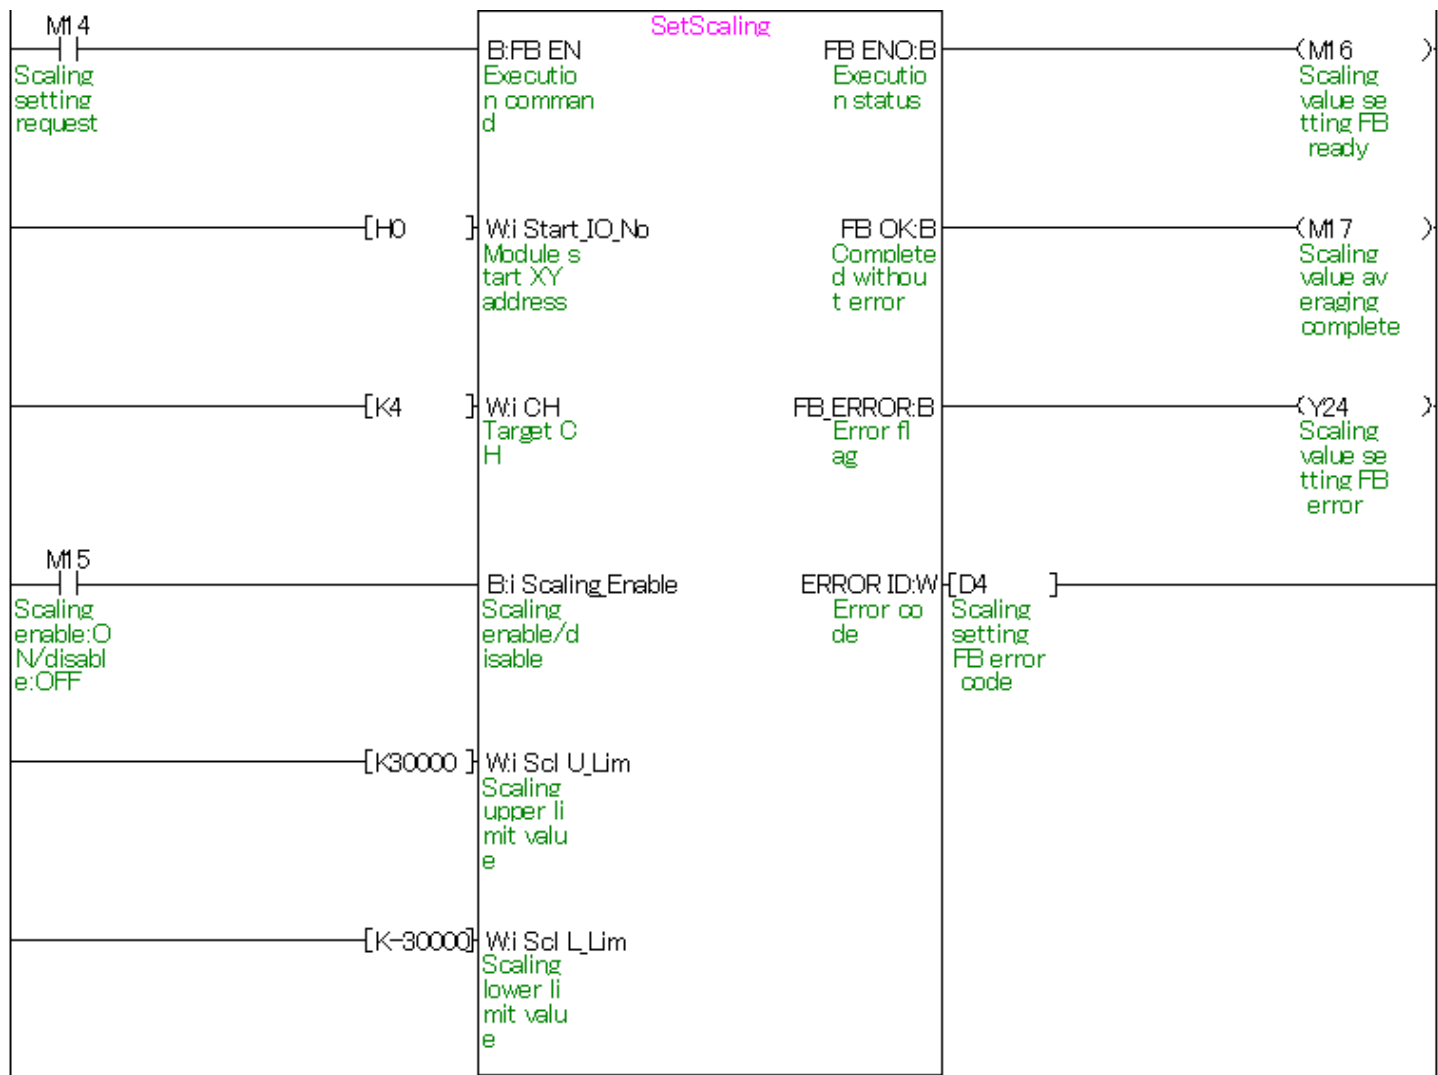 M14
SetScaling
B:FB EN
FB ENO:B
(M16 )
Scaling
setting
request
Executio
n comman
d
Executio
n status
Scaling
value se
tting FB
ready
[H0 ]
W:i Start_IO_No
FB OK:B
(M17 )
Module s
tart XY
address
Complete
d withou
t error
Scaling
value av
eraging
complete
[K4 ]
W:i CH
FB_ERROR:B
(Y24 )
Target C
H
Error fl
ag
Scaling
value se
tting FB
error
M15
B:i Scaling_Enable
ERROR ID:W
[D4 ]
Scaling
enable:O
N/disabl
e:OFF
Scaling
enable/d
isable
Error co
de
Scaling
setting
FB error
code
[K30000 ]
W:i Scl U_Lim
Scaling
upper li
mit valu
e
[K-30000]
W:i Scl L_Lim
Scaling
lower li
mit valu
e